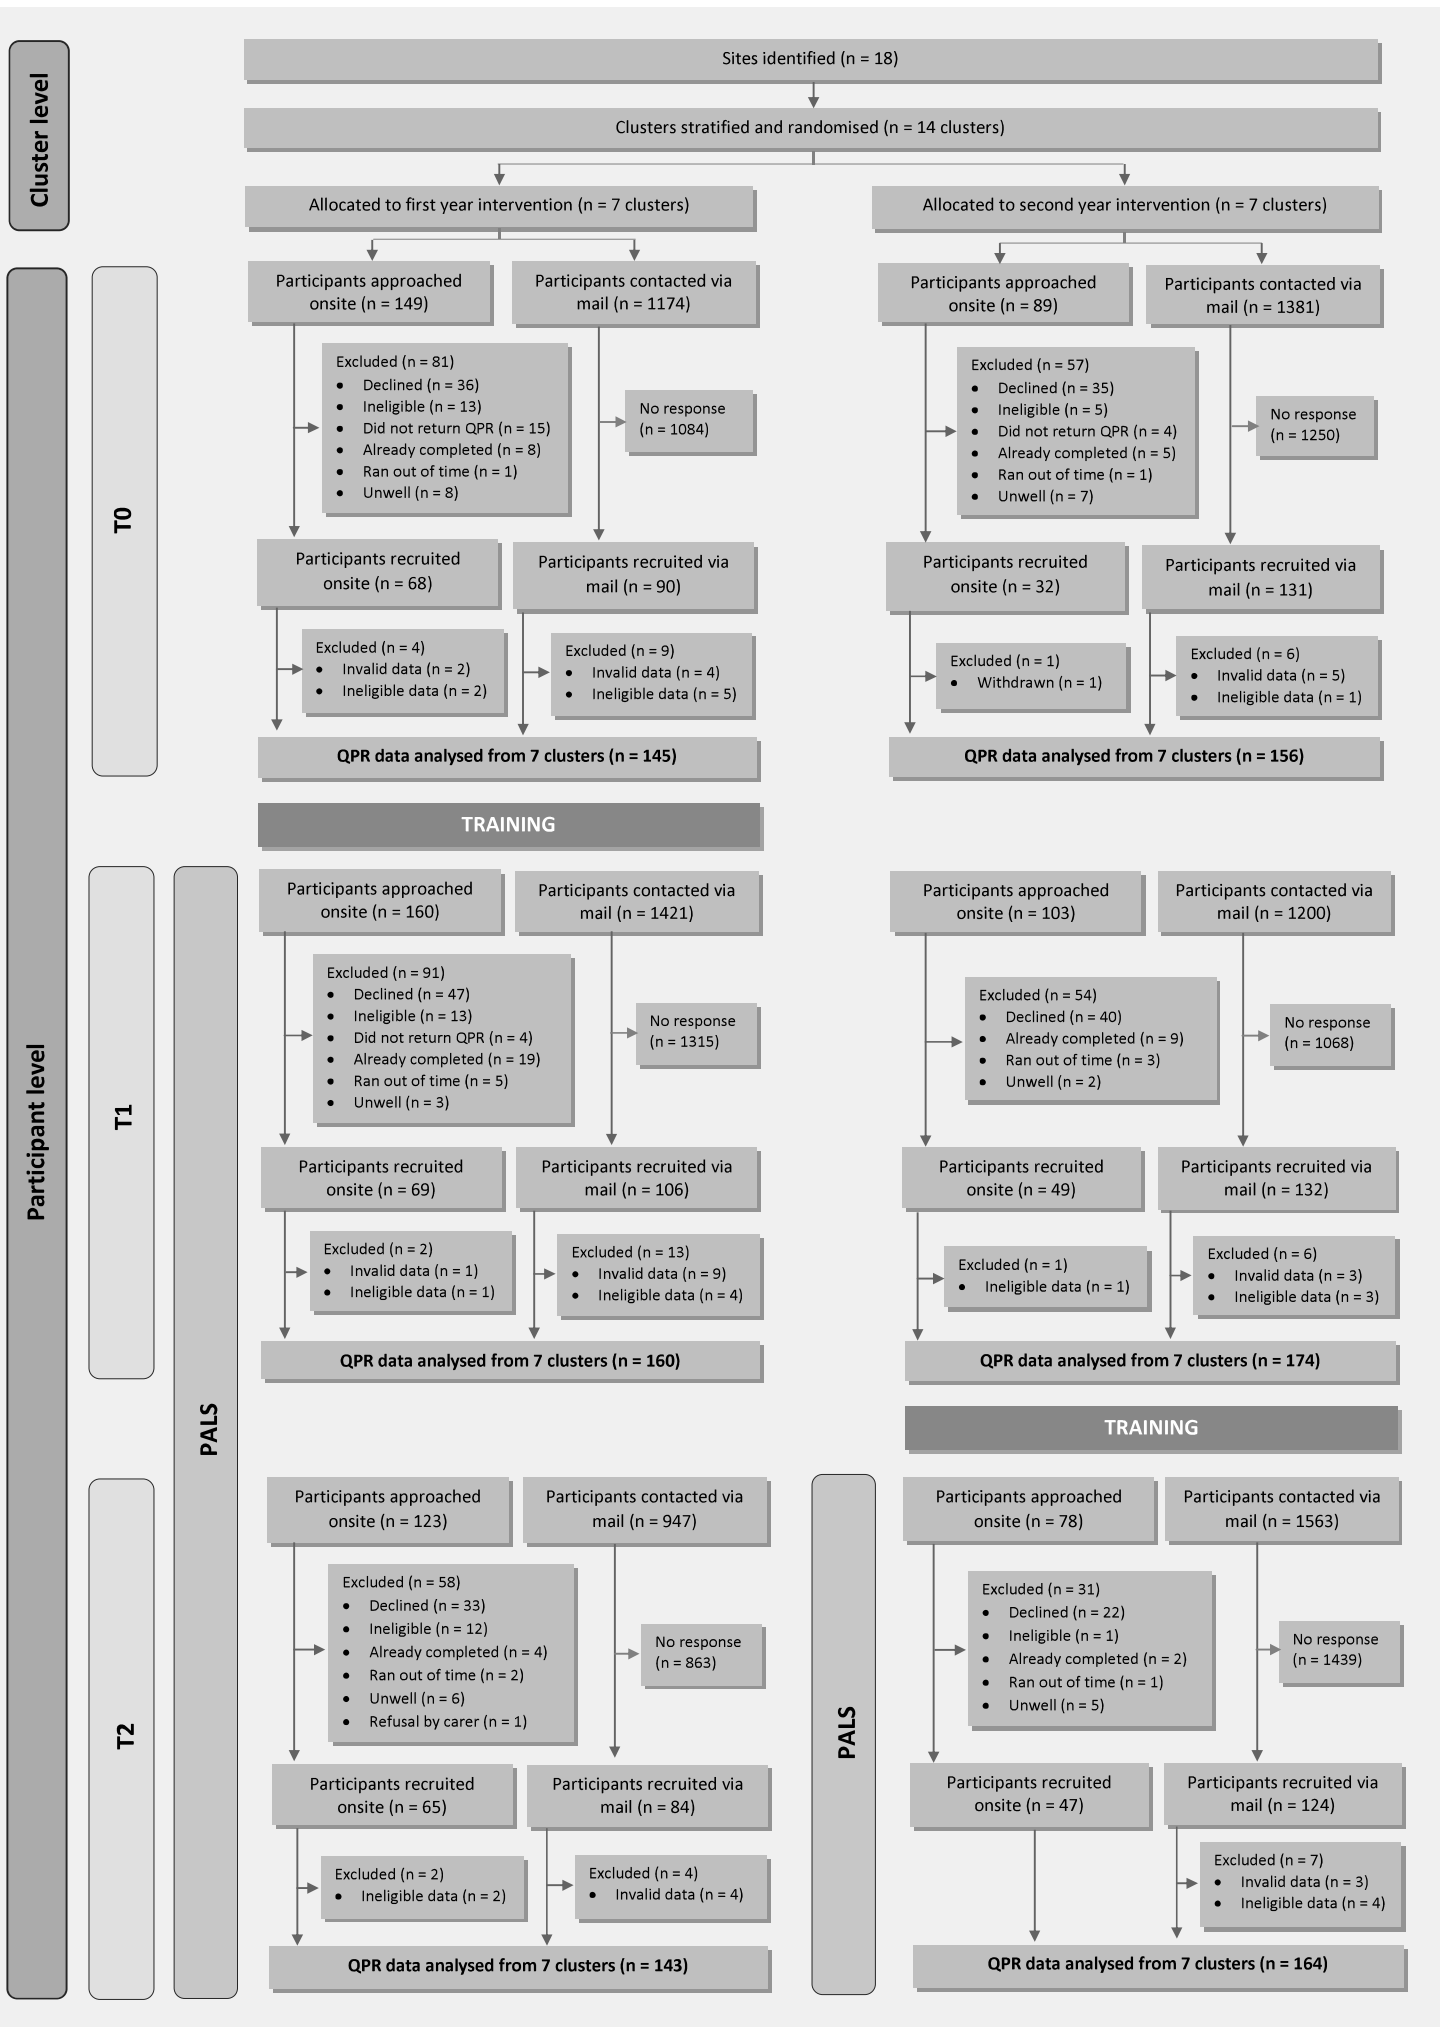 Cluster level
Sites identified (n = 18)
Clusters stratified and randomised (n = 14 clusters)
Allocated to first year intervention (n = 7 clusters)
Allocated to second year intervention (n = 7 clusters)
Participant level
T0
Participants approached
onsite (n = 149)
Participants contacted via
mail (n = 1174)
Excluded (n = 81)
• Declined (n = 36)
• Ineligible (n = 13)
• Did not return QPR (n = 15)
• Already completed (n = 8)
• Ran out of time (n = 1)
• Unwell (n = 8)
No response
(n = 1084)
Participants recruited
onsite (n = 68)
Participants recruited via
mail (n = 90)
Excluded (n = 4)
• Invalid data (n = 2)
• Ineligible data (n = 2)
Excluded (n = 9)
• Invalid data (n = 4)
• Ineligible data (n = 5)
QPR data analysed from 7 clusters (n = 145)
Participants approached
onsite (n = 89)
Participants contacted via
mail (n = 1381)
Excluded (n = 57)
• Declined (n = 35)
• Ineligible (n = 5)
• Did not return QPR (n = 4)
• Already completed (n = 5)
• Ran out of time (n = 1)
• Unwell (n = 7)
No response
(n = 1250)
Participants recruited
onsite (n = 32)
Participants recruited via
mail (n = 131)
Excluded (n = 1)
• Withdrawn (n = 1)
Excluded (n = 6)
• Invalid data (n = 5)
• Ineligible data (n = 1)
QPR data analysed from 7 clusters (n = 156)
TRAINING
T1
PALS
Participants approached
onsite (n = 160)
Participants contacted via
mail (n = 1421)
Excluded (n = 91)
• Declined (n = 47)
• Ineligible (n = 13)
• Did not return QPR (n = 4)
• Already completed (n = 19)
• Ran out of time (n = 5)
• Unwell (n = 3)
No response
(n = 1315)
Participants recruited
onsite (n = 69)
Participants recruited via
mail (n = 106)
Excluded (n = 2)
• Invalid data (n = 1)
• Ineligible data (n = 1)
Excluded (n = 13)
• Invalid data (n = 9)
• Ineligible data (n = 4)
QPR data analysed from 7 clusters (n = 160)
Participants approached
onsite (n = 103)
Participants contacted via
mail (n = 1200)
Excluded (n = 54)
• Declined (n = 40)
• Already completed (n = 9)
• Ran out of time (n = 3)
• Unwell (n = 2)
No response
(n = 1068)
Participants recruited
onsite (n = 49)
Participants recruited via
mail (n = 132)
Excluded (n = 1)
• Ineligible data (n = 1)
Excluded (n = 6)
• Invalid data (n = 3)
• Ineligible data (n = 3)
QPR data analysed from 7 clusters (n = 174)
TRAINING
T2
Participants approached
onsite (n = 123)
Participants contacted via
mail (n = 947)
Excluded (n = 58)
• Declined (n = 33)
• Ineligible (n = 12)
• Already completed (n = 4)
• Ran out of time (n = 2)
• Unwell (n = 6)
• Refusal by carer (n = 1)
No response
(n = 863)
Participants recruited
onsite (n = 65)
Participants recruited via
mail (n = 84)
Excluded (n = 2)
• Ineligible data (n = 2)
Excluded (n = 4)
• Invalid data (n = 4)
QPR data analysed from 7 clusters (n = 143)
PALS
Participants approached
onsite (n = 78)
Participants contacted via
mail (n = 1563)
Excluded (n = 31)
• Declined (n = 22)
• Ineligible (n = 1)
• Already completed (n = 2)
• Ran out of time (n = 1)
• Unwell (n = 5)
No response
(n = 1439)
Participants recruited
onsite (n = 47)
Participants recruited via
mail (n = 124)
Excluded (n = 7)
• Invalid data (n = 3)
• Ineligible data (n = 4)
QPR data analysed from 7 clusters (n = 164)